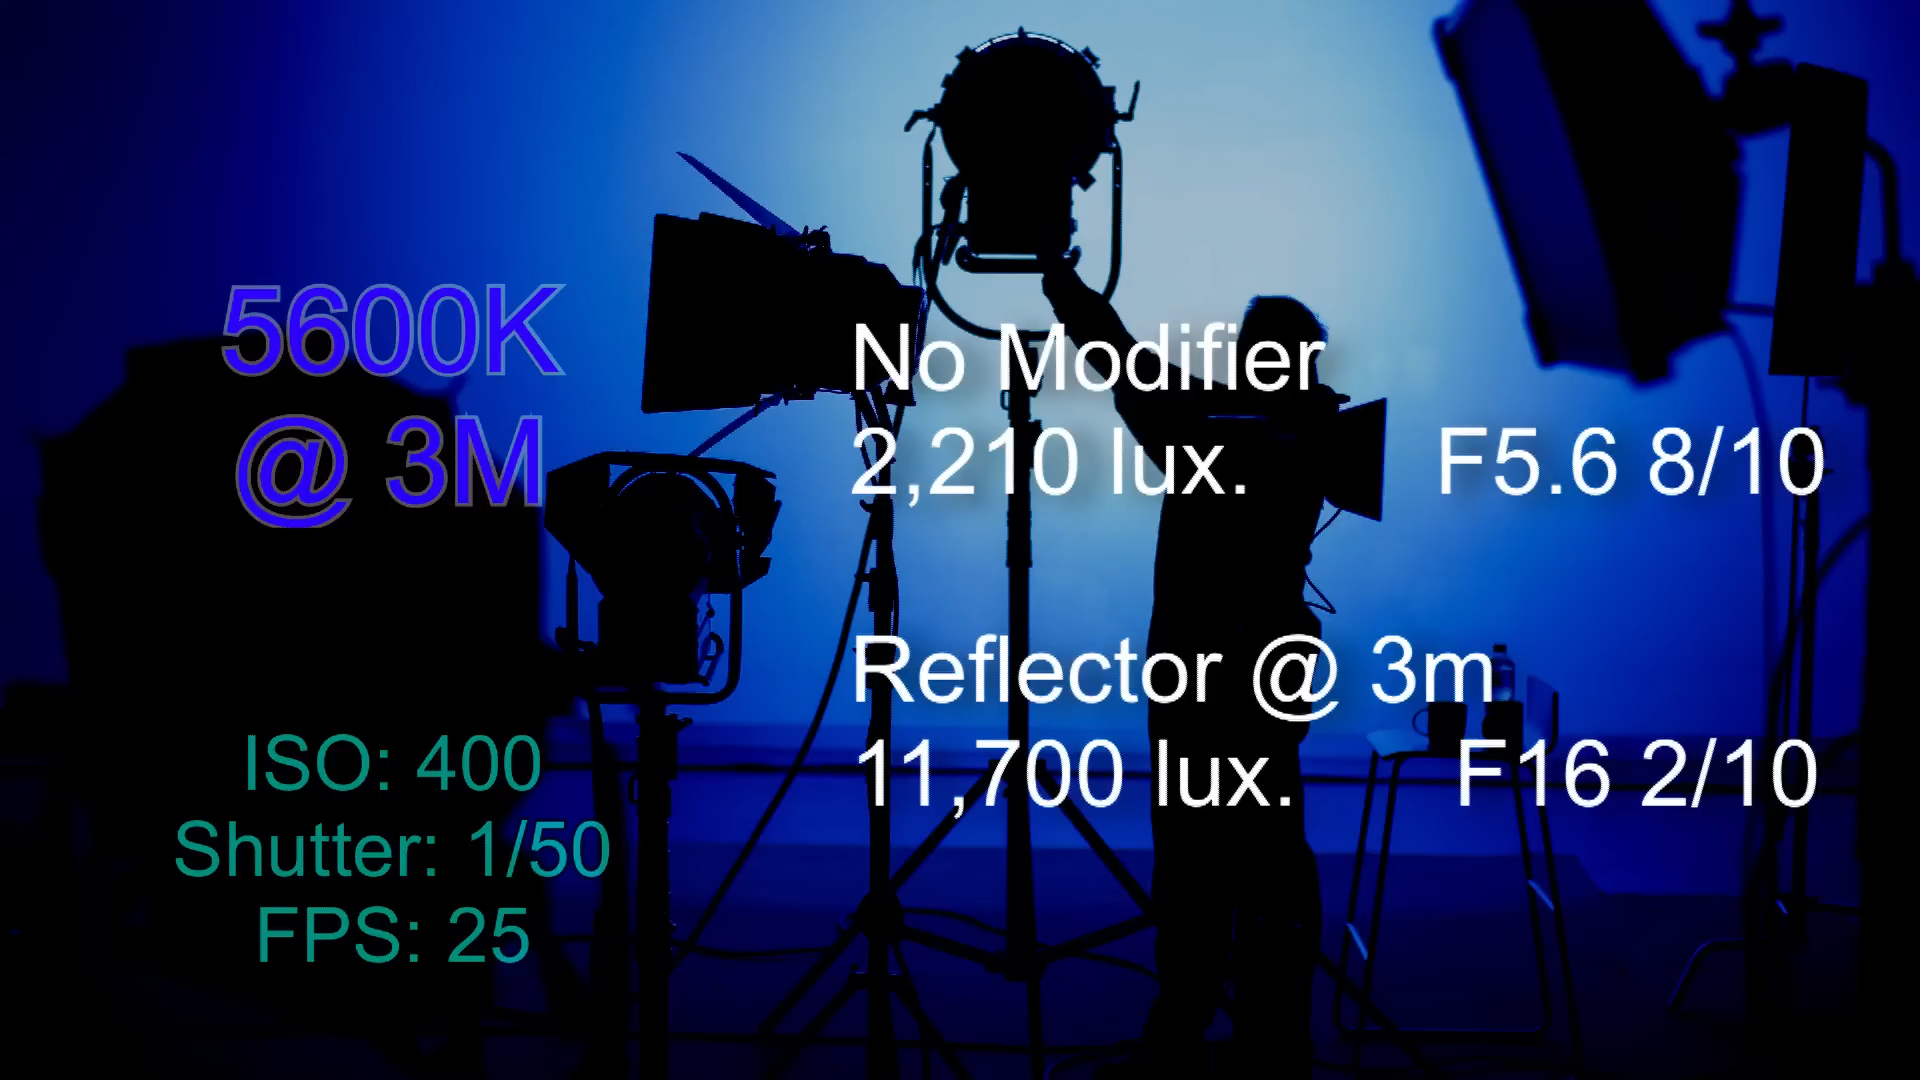 5600K
@ 3M
No Modifier
2,210 lux. F5.6 8/10
Reflector @ 3m
11,700 lux. F16 2/10
ISO: 400
Shutter: 1/50
FPS: 25